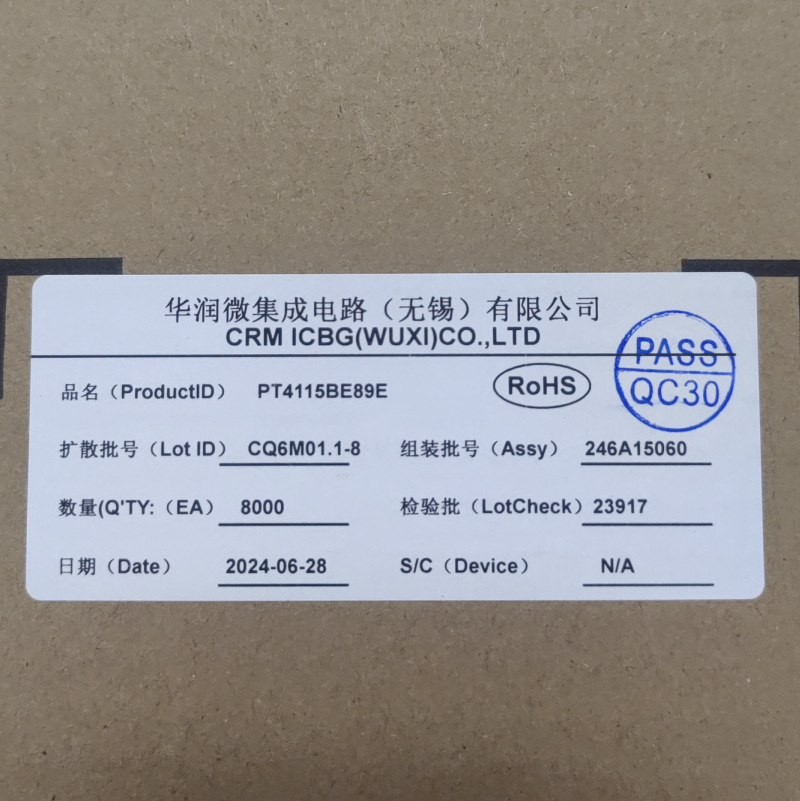 华润微集成电路（无锡）有限公司
CRM ICBG(WUXI)CO.,LTD
PASS
QC30
品名（ProductID） PT4115BE89E RoHS
扩散批号（Lot ID） CQ6M01.1-8 组装批号（Assy） 246A15060
数量(Q'TY:（EA） 8000 检验批（LotCheck）23917
日期（Date） 2024-06-28 S/C（Device） N/A